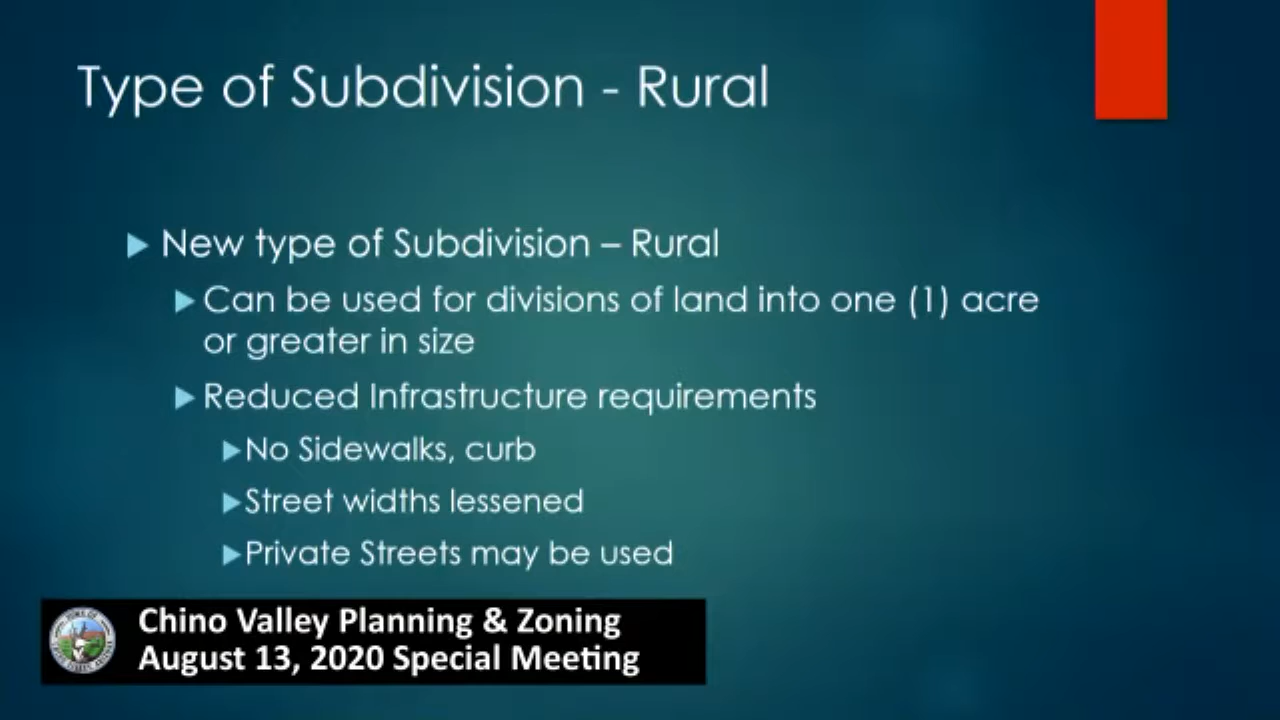 Type of Subdivision - Rural
New type of Subdivision – Rural
Can be used for divisions of land into one (1) acre
or greater in size
Reduced Infrastructure requirements
No Sidewalks, curb
Street widths lessened
Private Streets may be used
Chino Valley Planning & Zoning
August 13, 2020 Special Meeting